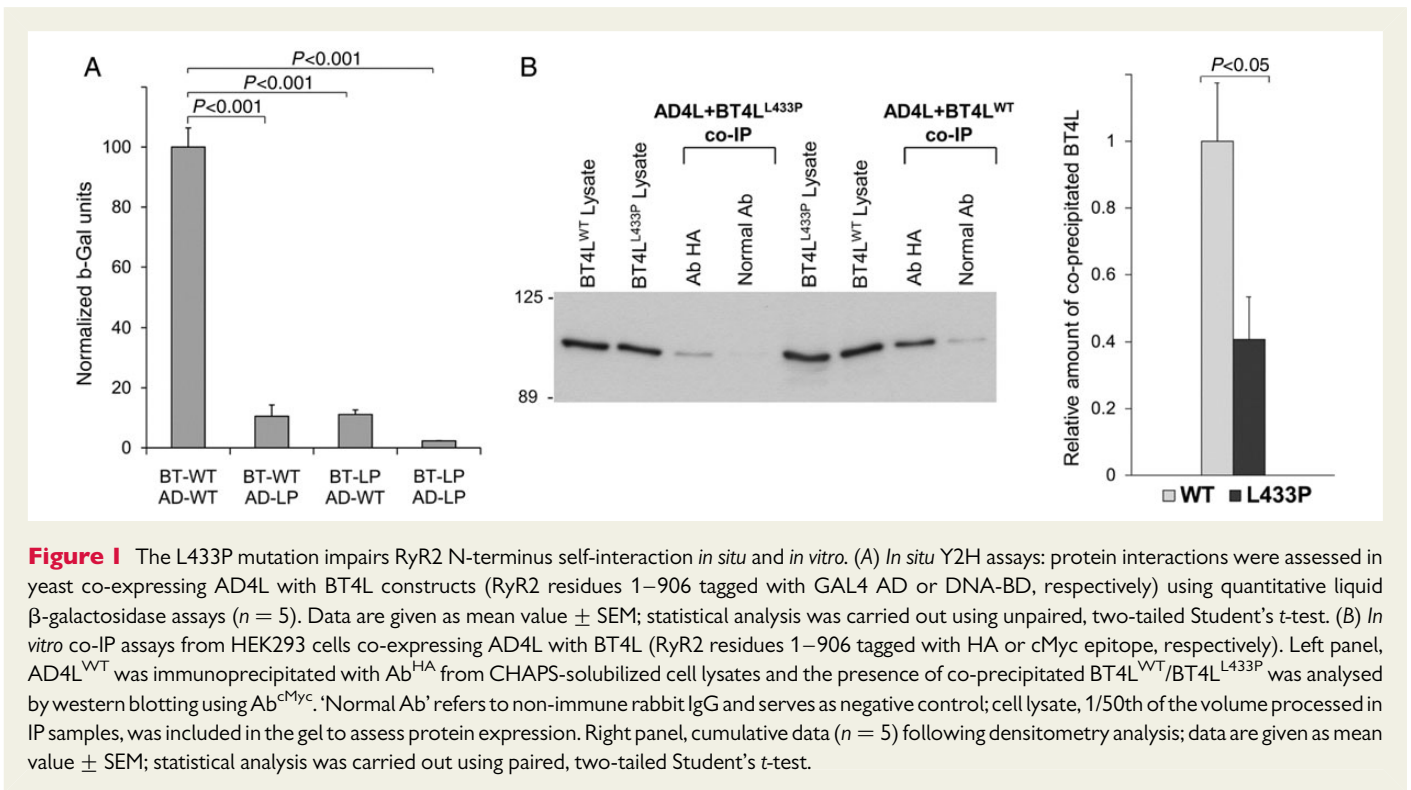 A
P<0.001
P<0.001
P<0.001
Normalized b-Gal units
100
80
60
40
20
0
BT-WT BT-WT BT-LP BT-LP
AD-WT AD-LP AD-WT AD-LP
B
AD4L+BT4L^L433P
co-IP
AD4L+BT4L^WT
co-IP
BT4L^WT Lysate
BT4L^L433P Lysate
Ab HA
Normal Ab
BT4L^L433P Lysate
BT4L^WT Lysate
Ab HA
Normal Ab
125 -
89 -
P<0.05
Relative amount of co-precipitated BT4L
1
0.8
0.6
0.4
0.2
0
WT L433P
Figure 1 The L433P mutation impairs RyR2 N-terminus self-interaction in situ and in vitro. (A) In situ Y2H assays: protein interactions were assessed in
yeast co-expressing AD4L with BT4L constructs (RyR2 residues 1–906 tagged with GAL4 AD or DNA-BD, respectively) using quantitative liquid
β-galactosidase assays (n = 5). Data are given as mean value ± SEM; statistical analysis was carried out using unpaired, two-tailed Student's t-test. (B) In
vitro co-IP assays from HEK293 cells co-expressing AD4L with BT4L (RyR2 residues 1–906 tagged with HA or cMyc epitope, respectively). Left panel,
AD4L^WT was immunoprecipitated with Ab^HA from CHAPS-solubilized cell lysates and the presence of co-precipitated BT4L^WT/BT4L^L433P was analysed
by western blotting using Ab^cMyc. 'Normal Ab' refers to non-immune rabbit IgG and serves as negative control; cell lysate, 1/50th of the volume processed in
IP samples, was included in the gel to assess protein expression. Right panel, cumulative data (n = 5) following densitometry analysis; data are given as mean
value ± SEM; statistical analysis was carried out using paired, two-tailed Student's t-test.